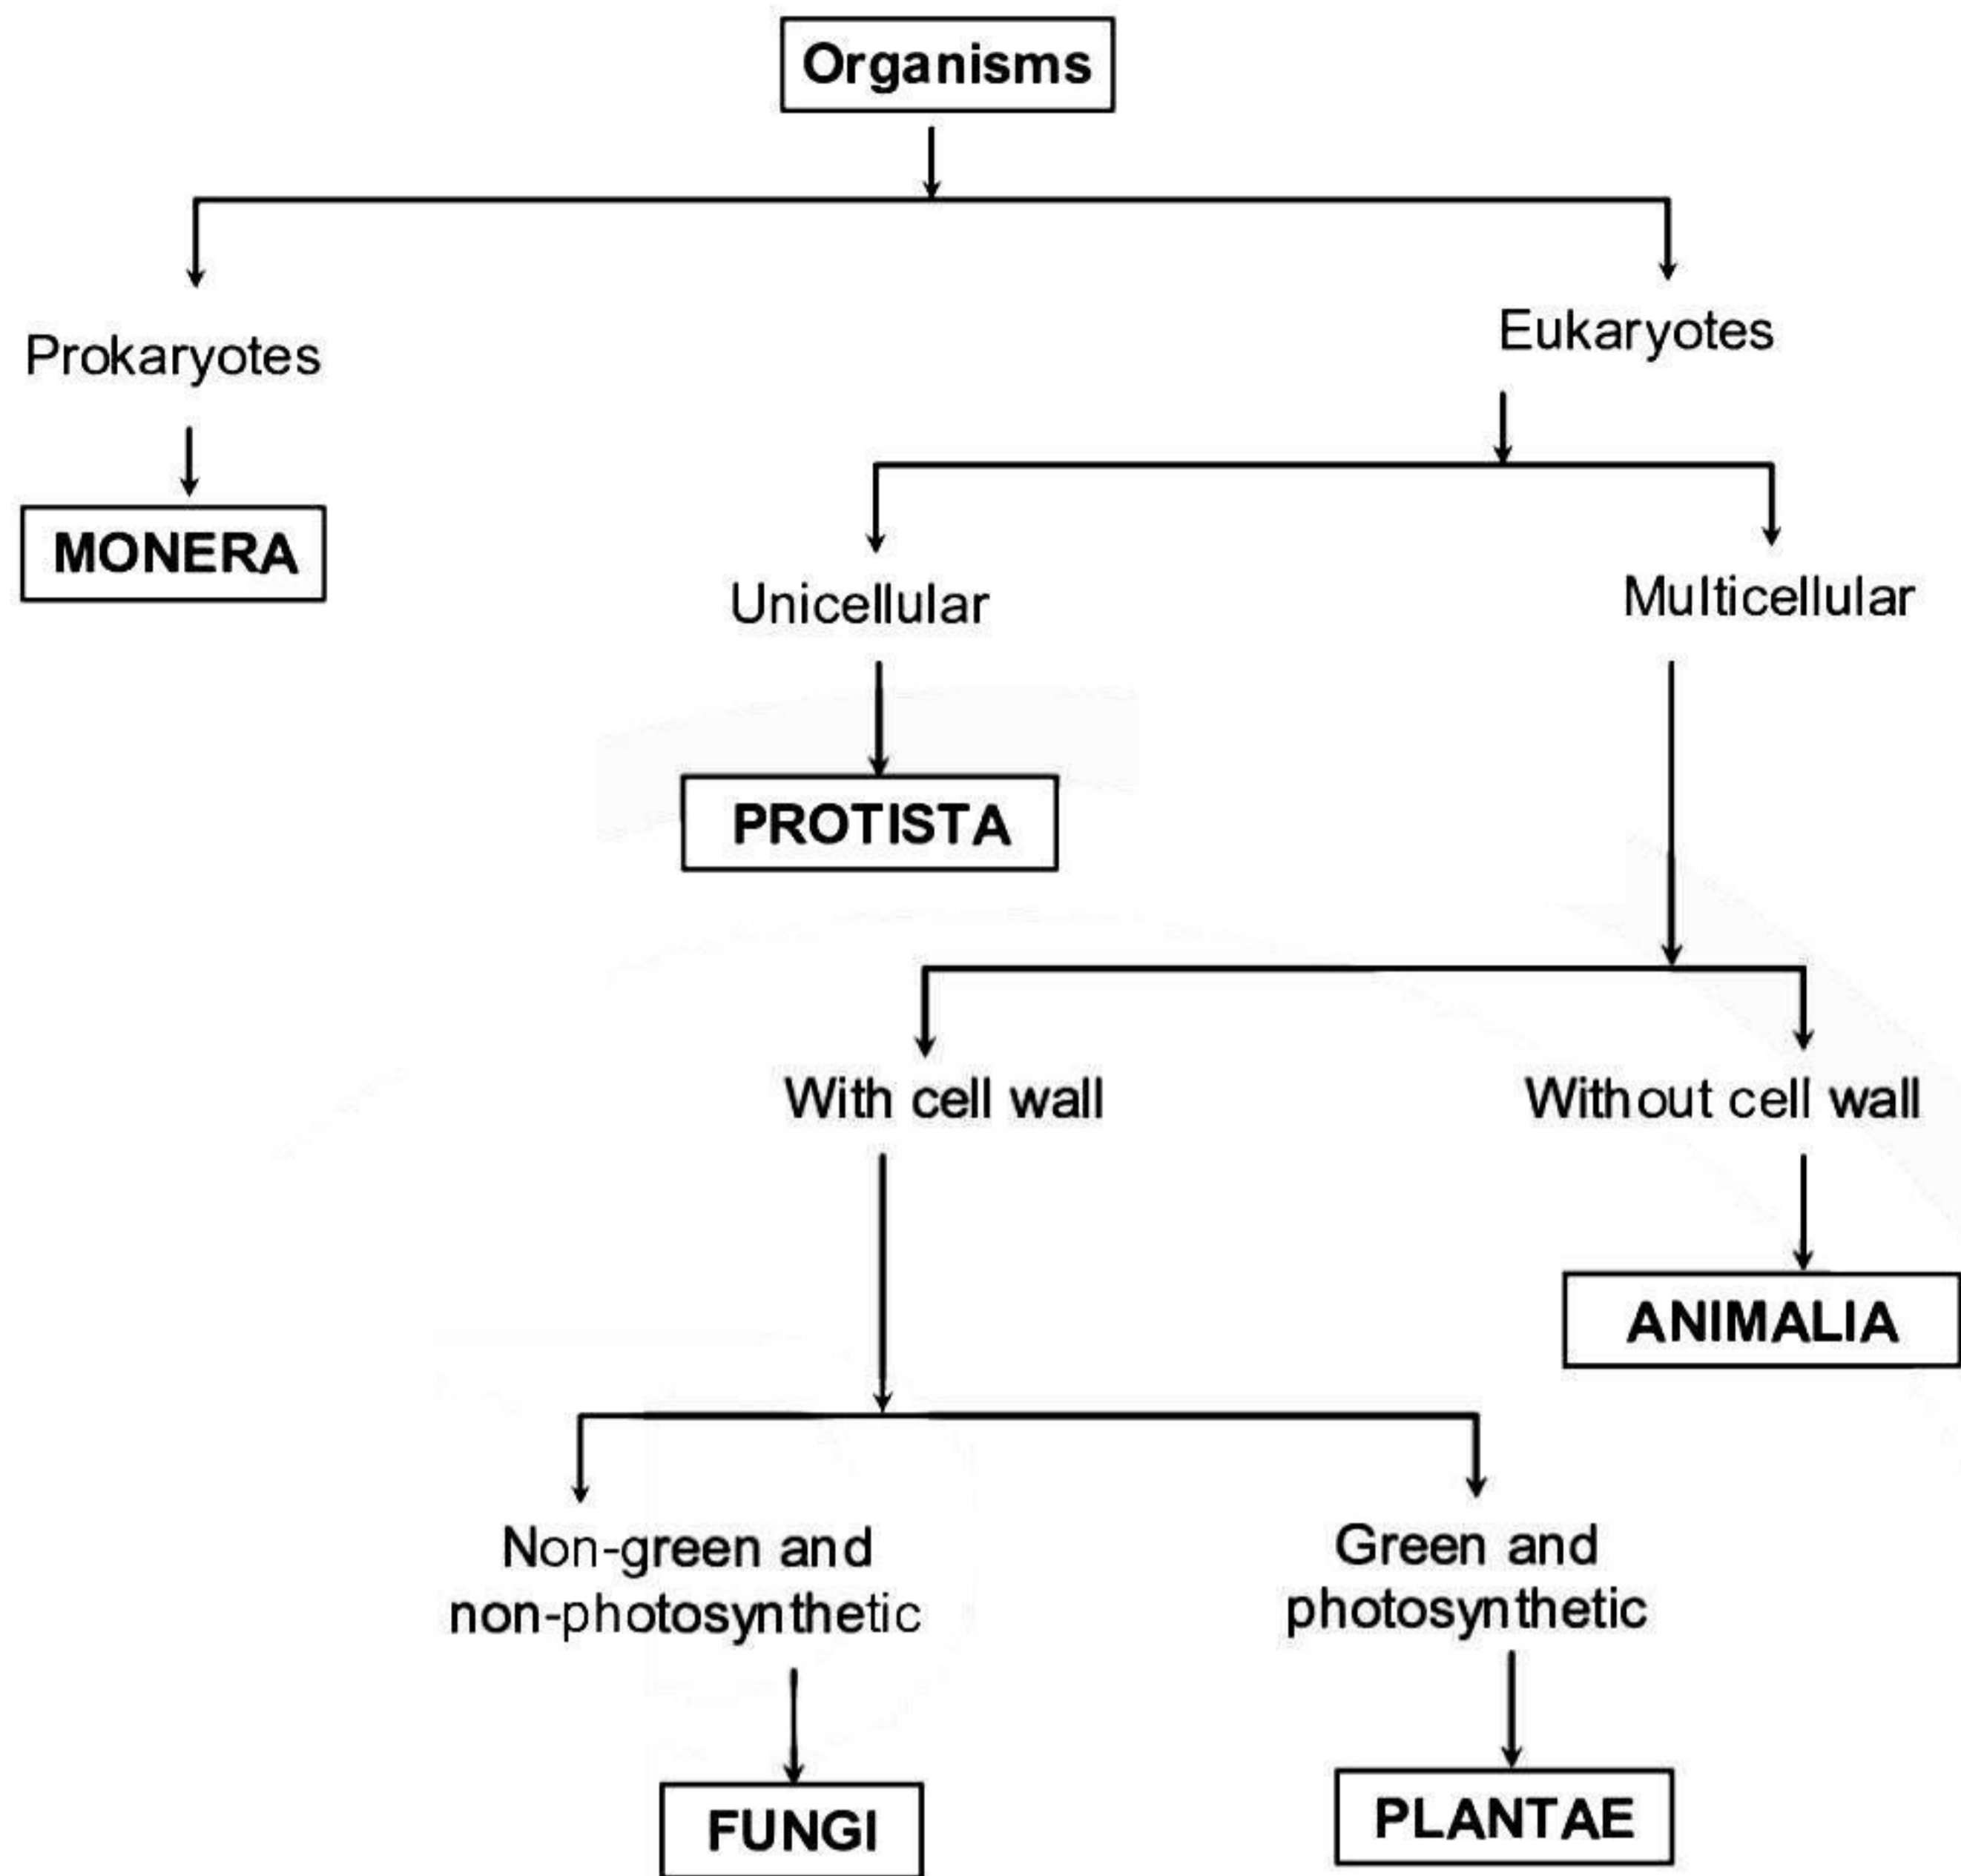 Organisms
Prokaryotes
Eukaryotes
MONERA
Unicellular
Multicellular
PROTISTA
With cell wall
Without cell wall
ANIMALIA
Non-green and
non-photosynthetic
Green and
photosynthetic
FUNGI
PLANTAE